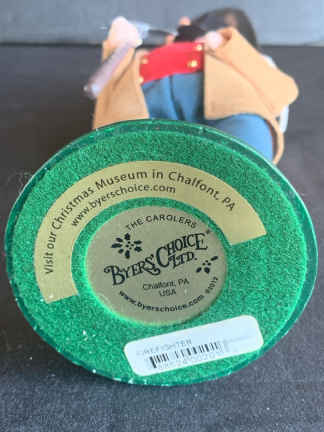 Visit our Christmas Museum in Chalfont, PA
www.byerschoice.com
THE CAROLERS®
BYERS' CHOICE
LTD.
Chalfont, PA
USA
www.byerschoice.com ©2012
FIREFIGHTER